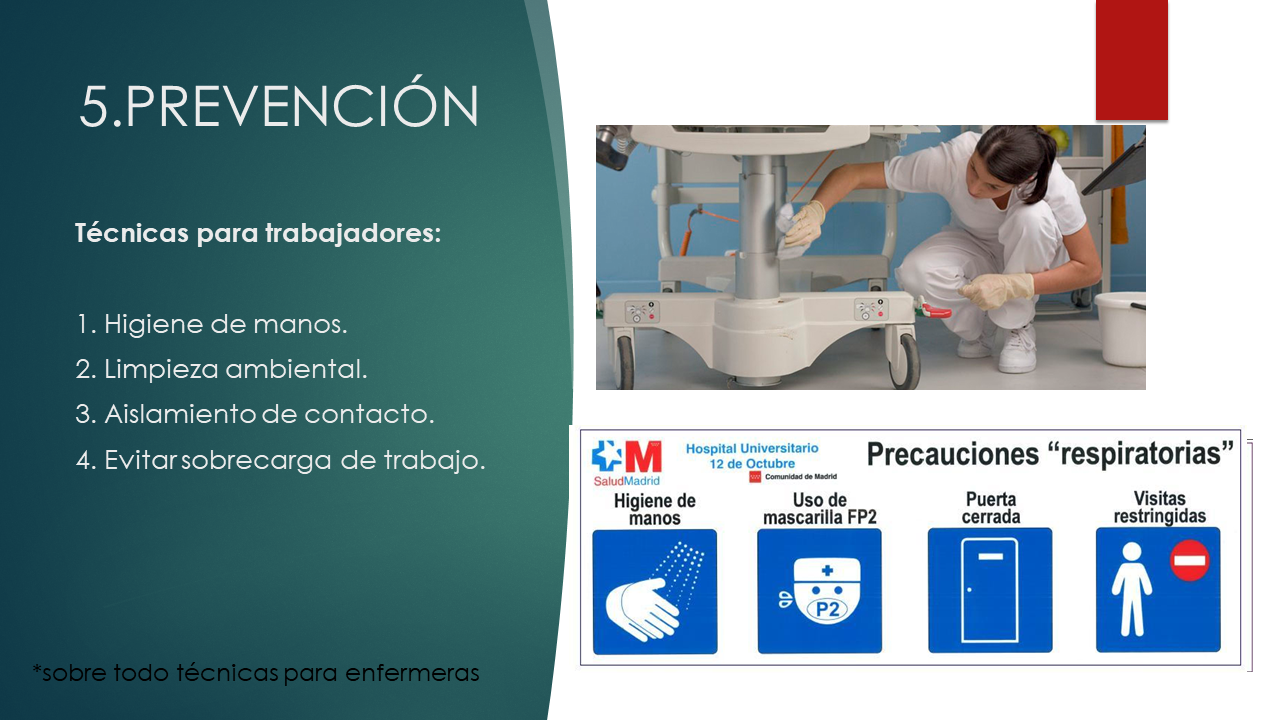 5.PREVENCIÓN
Técnicas para trabajadores:
1. Higiene de manos.
2. Limpieza ambiental.
3. Aislamiento de contacto.
4. Evitar sobrecarga de trabajo.
*sobre todo técnicas para enfermeras
SaludMadrid
Hospital Universitario
12 de Octubre
Comunidad de Madrid
Precauciones “respiratorias”
Higiene de
manos
Uso de
mascarilla FP2
P2
Puerta
cerrada
Visitas
restringidas